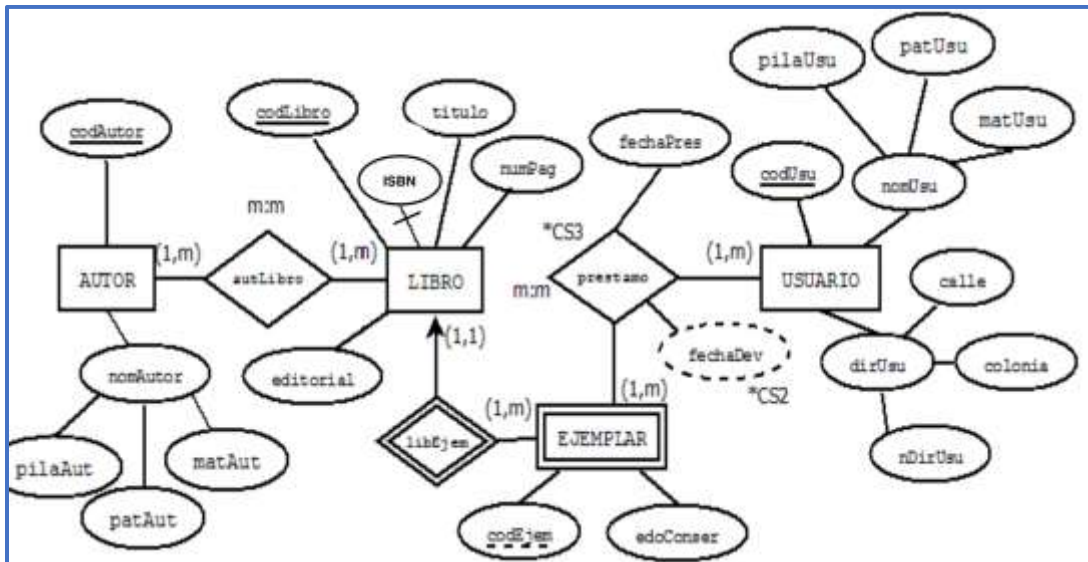 pilaUsu
patUsu
matUsu
codLibro
titulo
codAutor
fechaPres
numPag
ISBN
codUsu
nomUsu
m:m
*CS3
(1,m)
(1,m)
(1,m)
AUTOR
autLibro
LIBRO
prestamo
USUARIO
m:m
calle
(1,1)
fechaDev
dirUsu
colonia
nomAutor
editorial
*CS2
(1,m)
(1,m)
libEjem
EJEMPLAR
pilaAut
matAut
nDirUsu
patAut
codEjem
edoConser